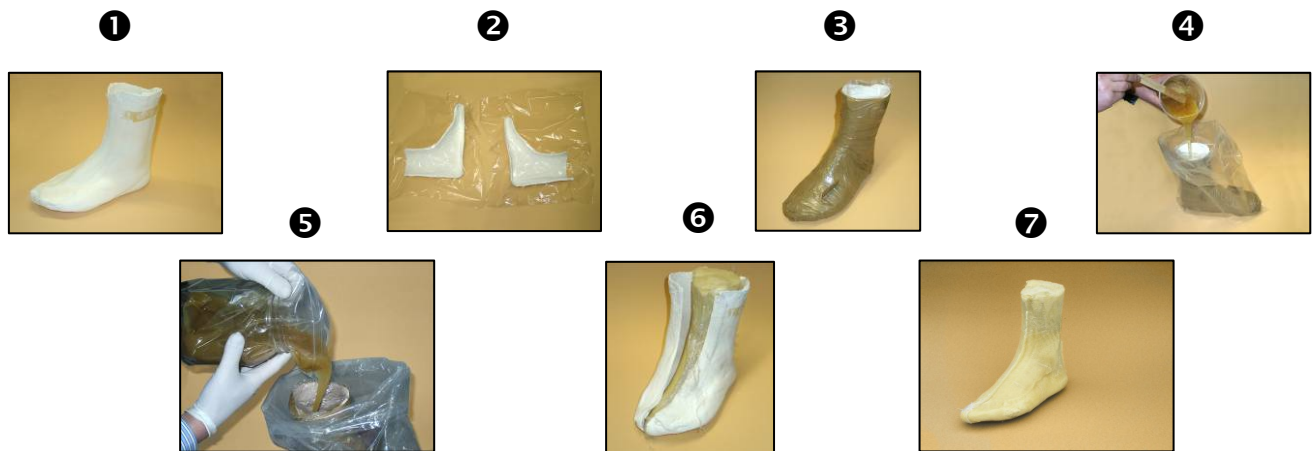 ❶ ❷ ❸ ❹
❺ ❻ ❼